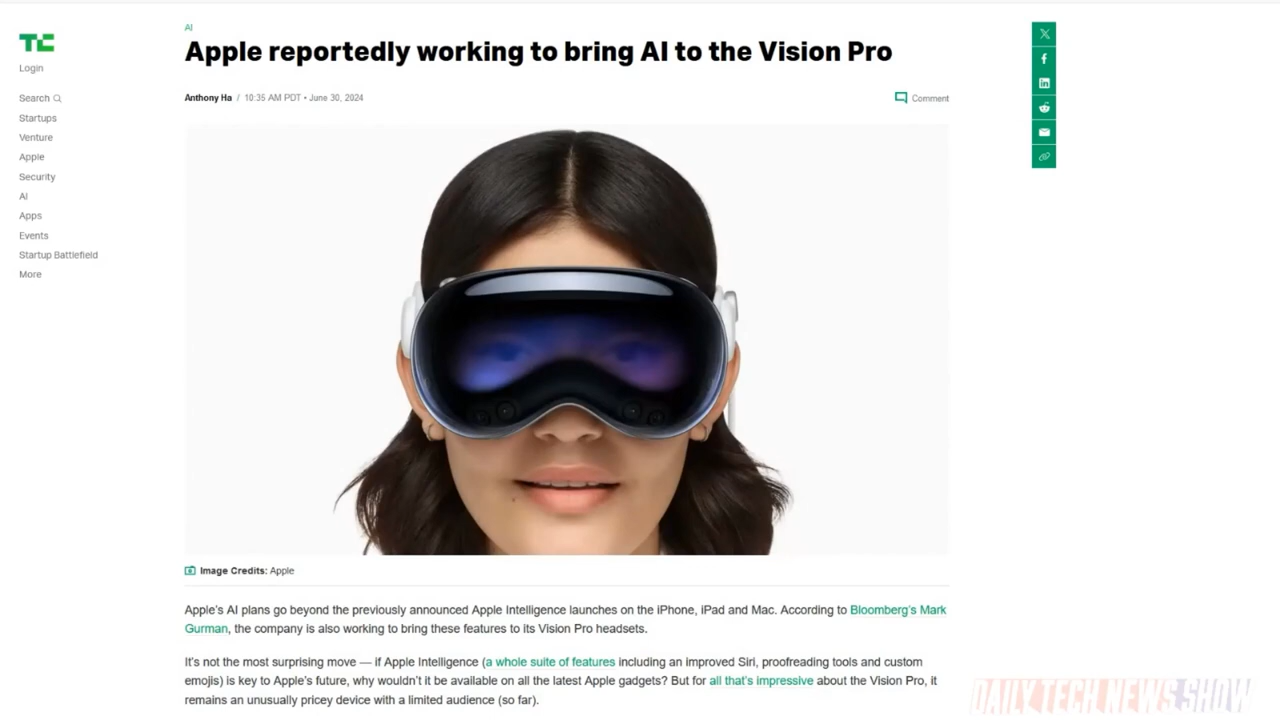 TC
Login
Search
Startups
Venture
Apple
Security
AI
Apps
Events
Startup Battlefield
More
AI
Apple reportedly working to bring AI to the Vision Pro
Anthony Ha / 10:35 AM PDT • June 30, 2024
Comment
Image Credits: Apple
Apple's AI plans go beyond the previously announced Apple Intelligence launches on the iPhone, iPad and Mac. According to Bloomberg's Mark
Gurman, the company is also working to bring these features to its Vision Pro headsets.
It's not the most surprising move — if Apple Intelligence (a whole suite of features including an improved Siri, proofreading tools and custom
emojis) is key to Apple's future, why wouldn't it be available on all the latest Apple gadgets? But for all that's impressive about the Vision Pro, it
remains an unusually pricey device with a limited audience (so far).
DAILY TECH NEWS SHOW